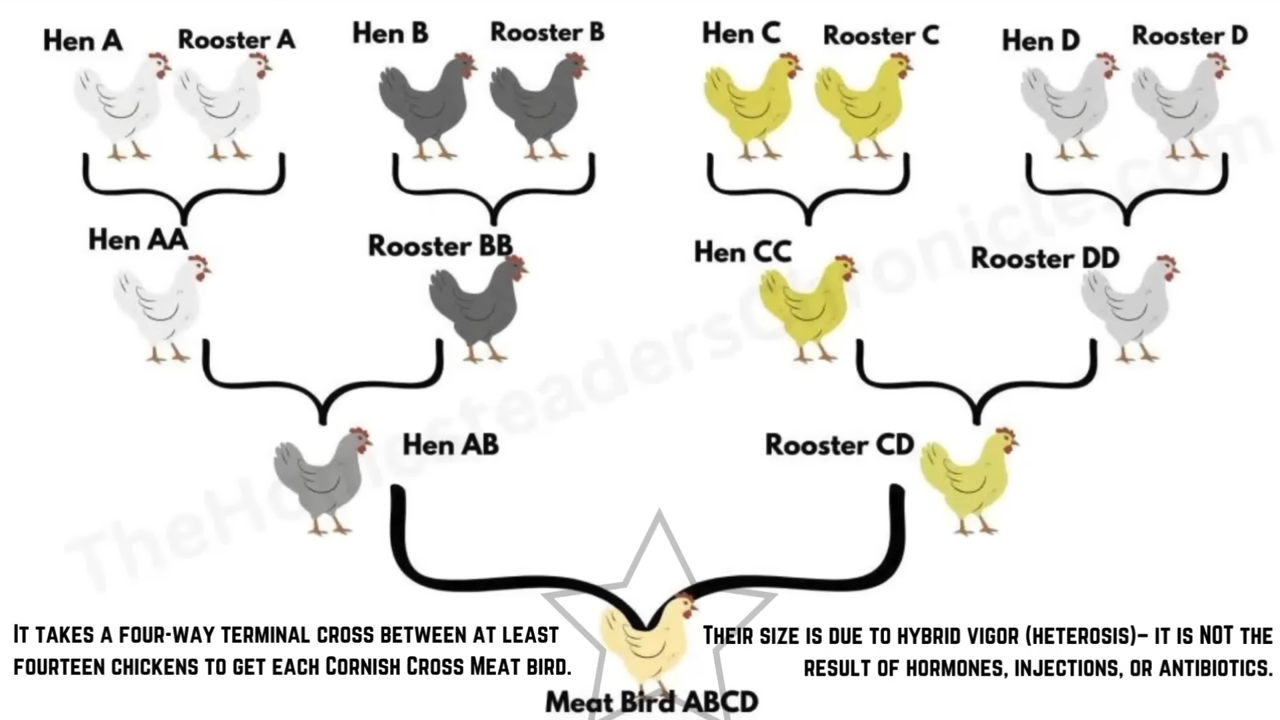 Hen A
Rooster A
Hen B
Rooster B
Hen C
Rooster C
Hen D
Rooster D
Hen AA
Rooster BB
Hen CC
Rooster DD
Hen AB
Rooster CD
IT TAKES A FOUR-WAY TERMINAL CROSS BETWEEN AT LEAST
FOURTEEN CHICKENS TO GET EACH CORNISH CROSS MEAT BIRD.
THEIR SIZE IS DUE TO HYBRID VIGOR (HETEROSIS)– IT IS NOT THE
RESULT OF HORMONES, INJECTIONS, OR ANTIBIOTICS.
Meat Bird ABCD
TheHomesteadersChronicle.com